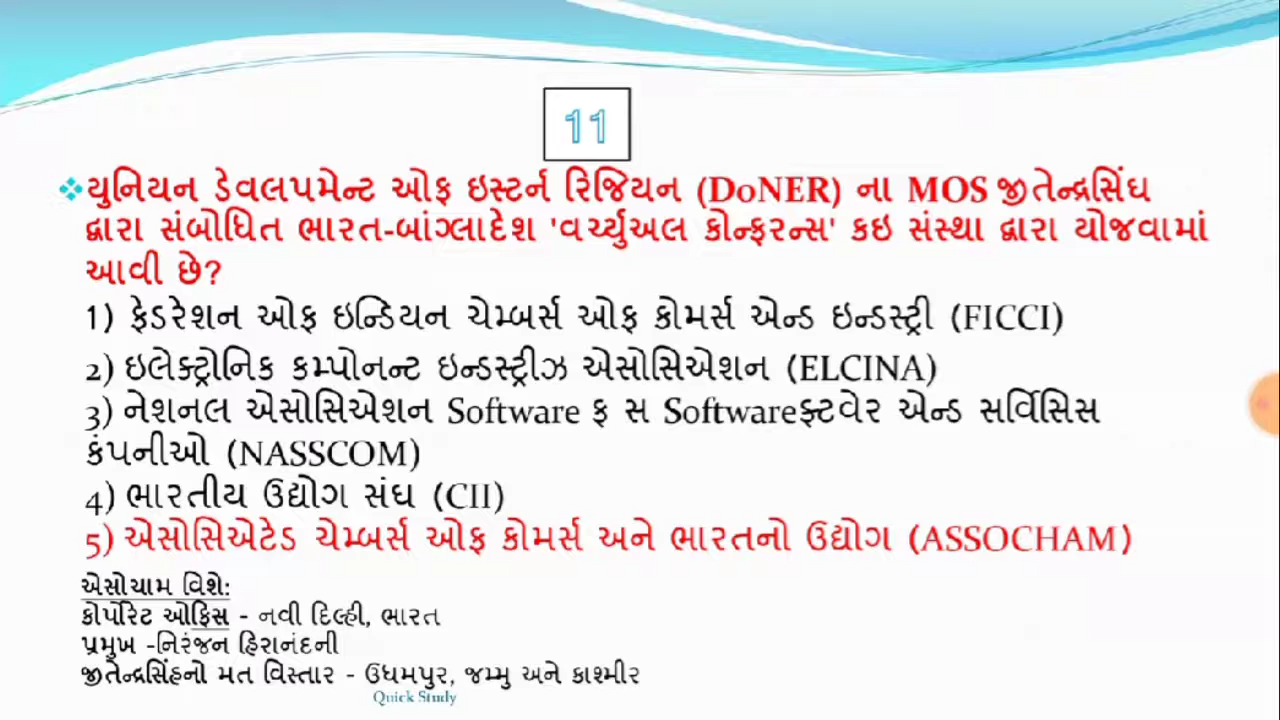 11
❖યુનિયન ડેવલપમેન્ટ ઓફ ઇસ્ટર્ન રિજિયન (DoNER) ના MOS જીતેન્દ્રસિંઘ
દ્વારા સંબોધિત ભારત-બાંગ્લાદેશ 'વર્ચ્યુઅલ કોન્ફરન્સ' કઇ સંસ્થા દ્વારા યોજવામાં
આવી છે?
1) ફેડરેશન ઓફ ઇન્ડિયન ચેમ્બર્સ ઓફ કોમર્સ એન્ડ ઇન્ડસ્ટ્રી (FICCI)
2) ઇલેક્ટ્રોનિક કમ્પોનન્ટ ઇન્ડસ્ટ્રીઝ એસોસિએશન (ELCINA)
3) નેશનલ એસોસિએશન Software ફ સ Softwareફ્ટવેર એન્ડ સર્વિસિસ
કંપનીઓ (NASSCOM)
4) ભારતીય ઉદ્યોગ સંઘ (CII)
5) એસોસિએટેડ ચેમ્બર્સ ઓફ કોમર્સ અને ભારતનો ઉદ્યોગ (ASSOCHAM)
એસોચામ વિશે:
કોર્પોરેટ ઓફિસ - નવી દિલ્હી, ભારત
પ્રમુખ -નિરંજન હિરાનંદની
જીતેન્દ્રસિંહનો મત વિસ્તાર - ઉધમપુર, જમ્મુ અને કાશ્મીર
Quick Study